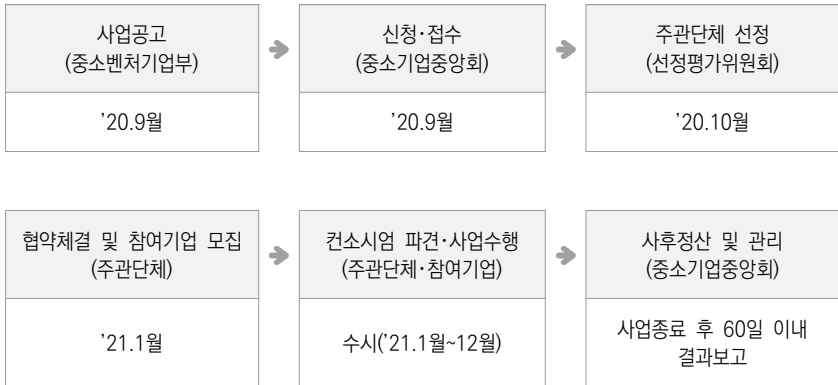 사업공고
(중소벤처기업부)
’20.9월
신청·접수
(중소기업중앙회)
’20.9월
주관단체 선정
(선정평가위원회)
’20.10월
협약체결 및 참여기업 모집
(주관단체)
’21.1월
컨소시엄 파견·사업수행
(주관단체·참여기업)
수시(’21.1월~12월)
사후정산 및 관리
(중소기업중앙회)
사업종료 후 60일 이내
결과보고